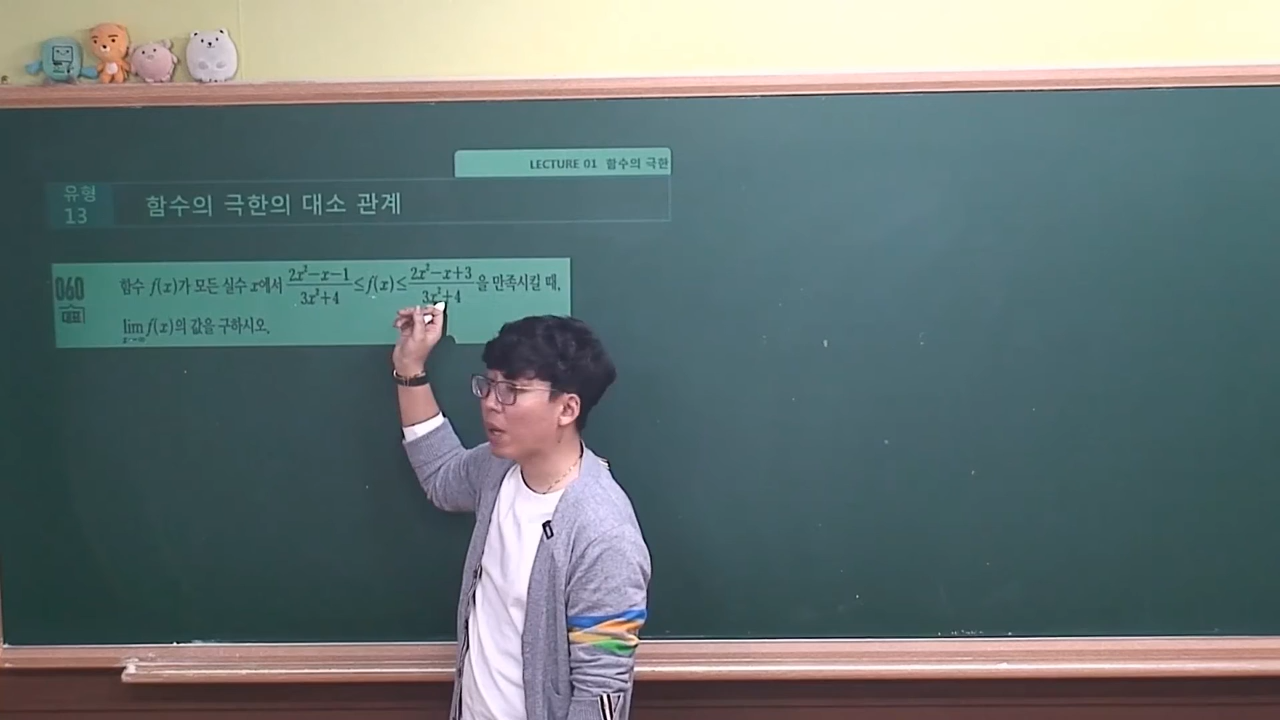 LECTURE 01 함수의 극한
유형
13
함수의 극한의 대소 관계
060
대표
함수 f(x)가 모든 실수 x에서 (2x²-x-1)/(3x²+4) ≤ f(x) ≤ (2x²-x+3)/(3x²+4) 을 만족시킬 때,
lim f(x)의 값을 구하시오.